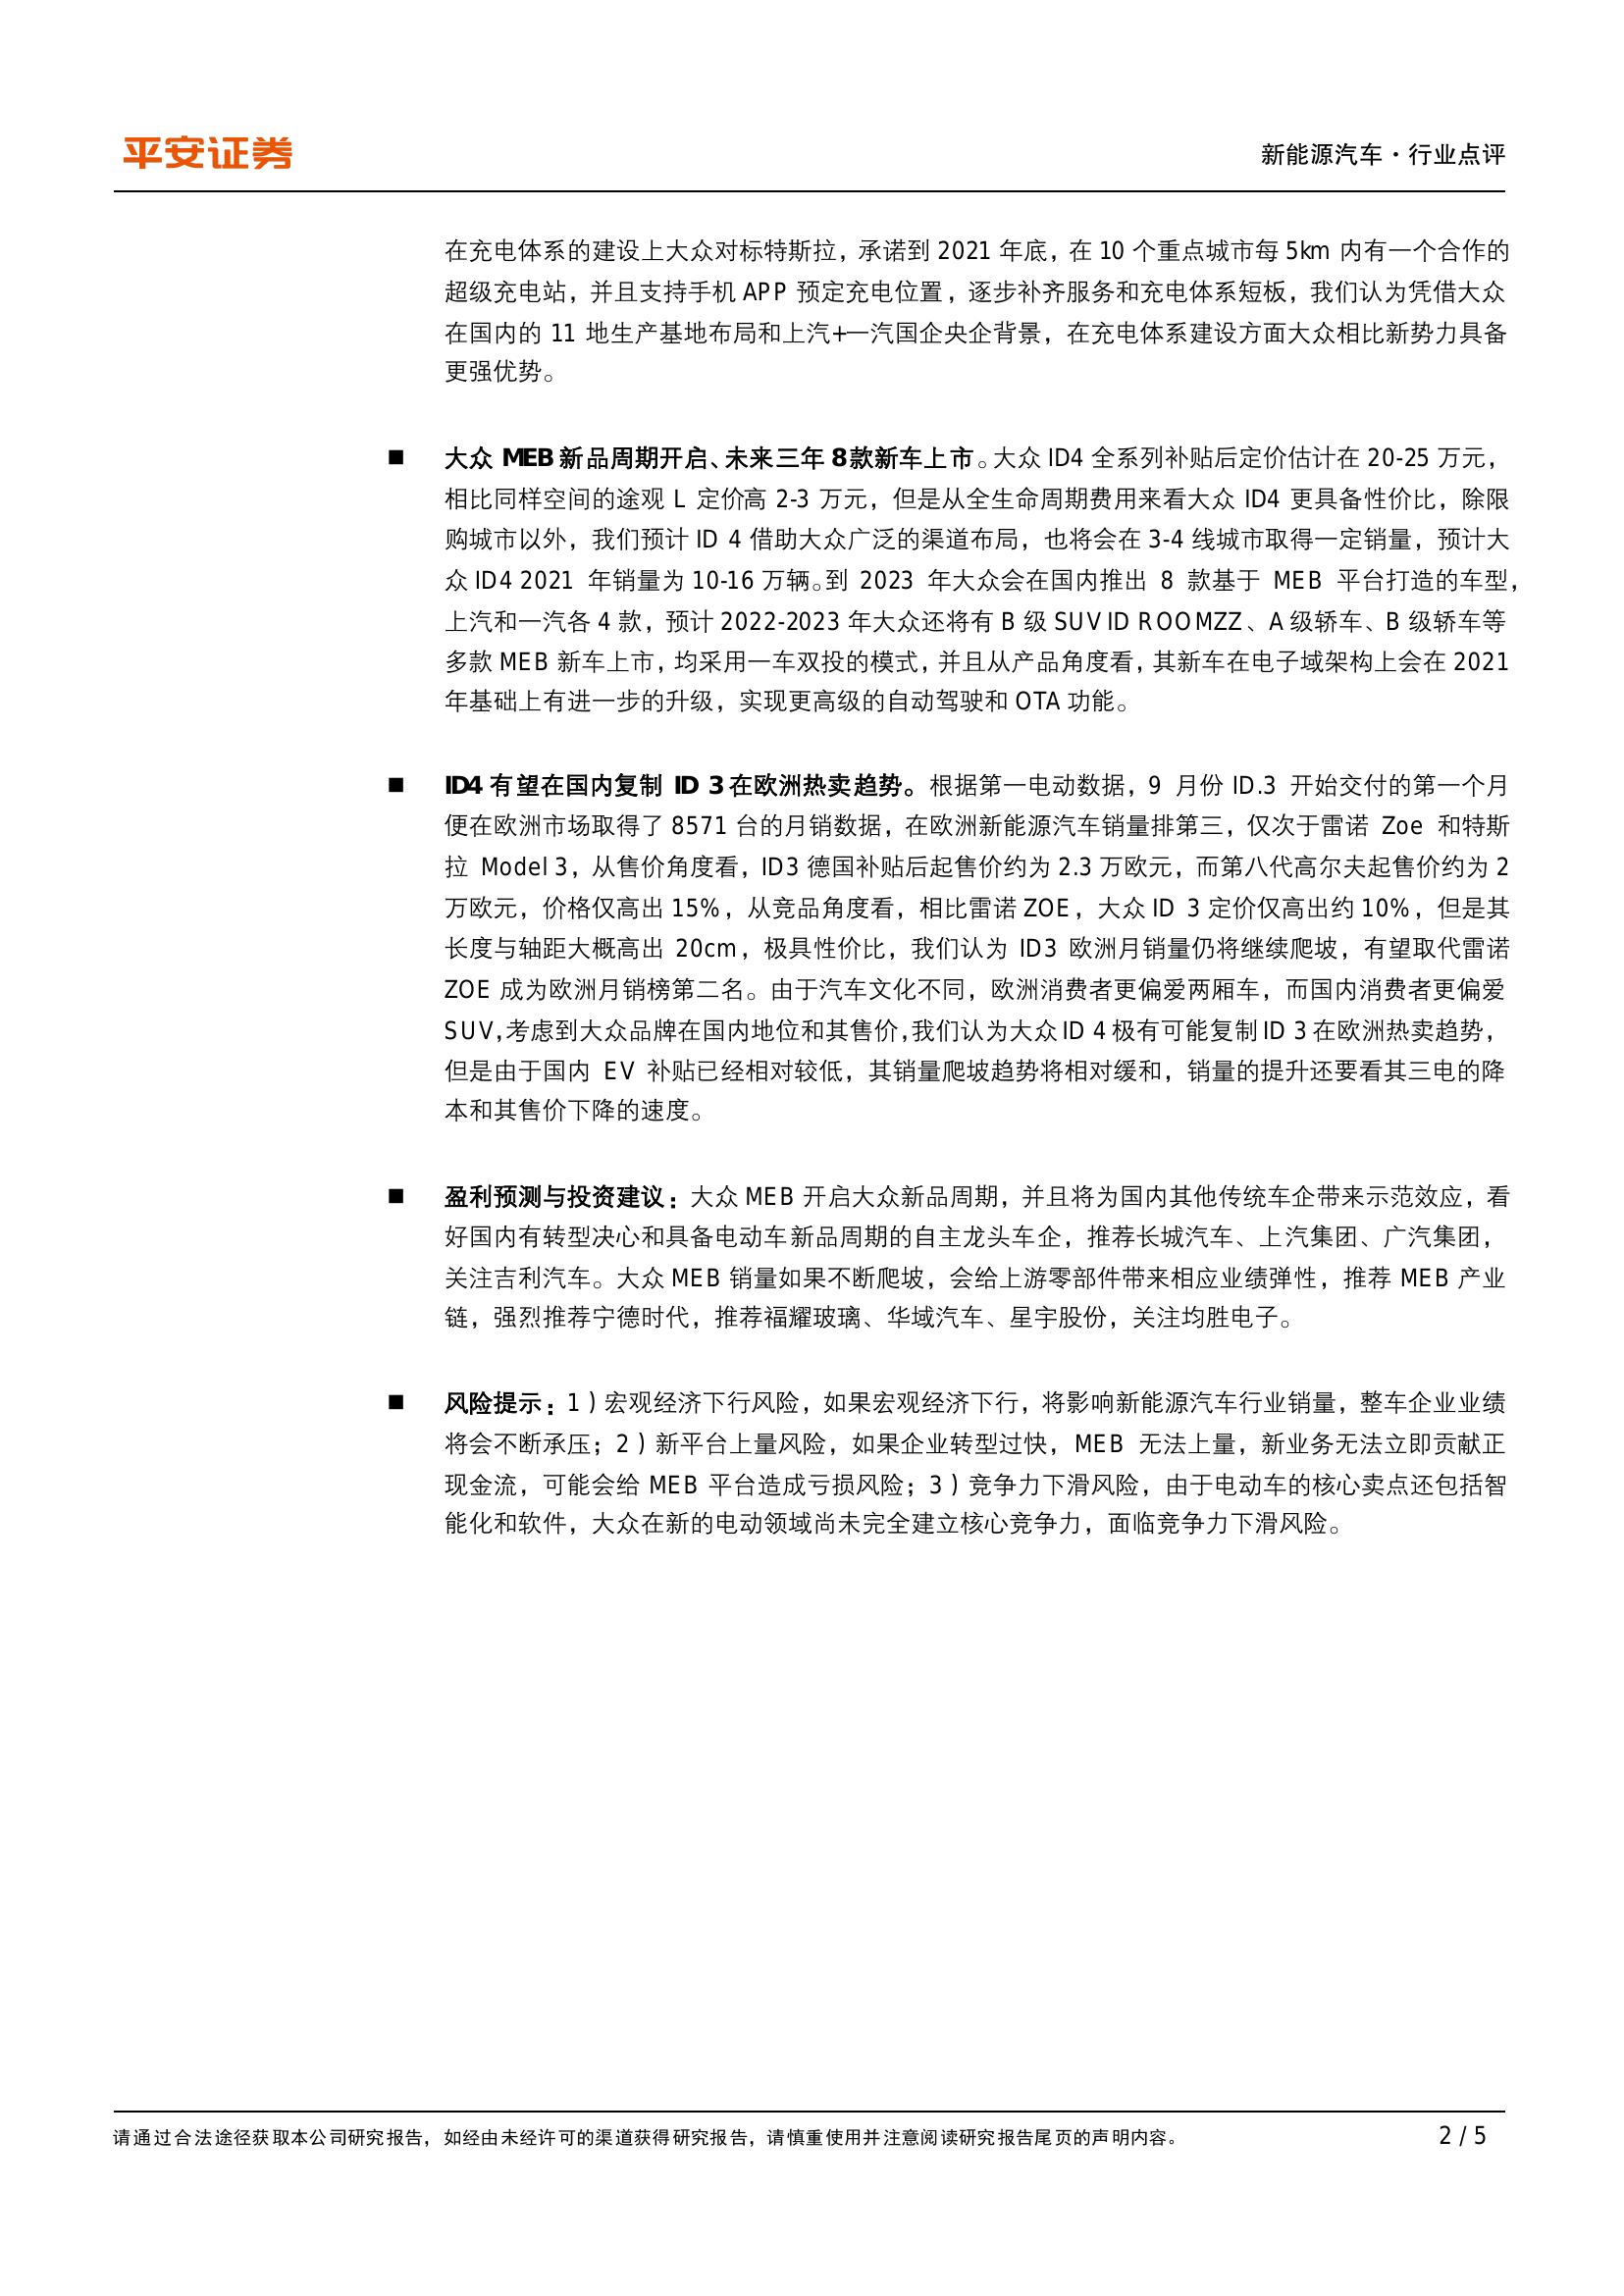 平安证券
新能源汽车·行业点评
在充电体系的建设上大众对标特斯拉，承诺到 2021 年底，在 10 个重点城市每 5km 内有一个合作的
超级充电站，并且支持手机 APP 预定充电位置，逐步补齐服务和充电体系短板，我们认为凭借大众
在国内的 11 地生产基地布局和上汽+一汽国企央企背景，在充电体系建设方面大众相比新势力具备
更强优势。
■ 大众 MEB 新品周期开启、未来三年 8款新车上市。大众 ID4 全系列补贴后定价估计在 20-25 万元，
相比同样空间的途观 L 定价高 2-3 万元，但是从全生命周期费用来看大众 ID4 更具备性价比，除限
购城市以外，我们预计 ID 4 借助大众广泛的渠道布局，也将会在 3-4 线城市取得一定销量，预计大
众 ID4 2021 年销量为 10-16 万辆。到 2023 年大众会在国内推出 8 款基于 MEB 平台打造的车型，
上汽和一汽各 4 款，预计 2022-2023 年大众还将有 B 级 SUV ID ROOMZZ、A 级轿车、B 级轿车等
多款 MEB 新车上市，均采用一车双投的模式，并且从产品角度看，其新车在电子域架构上会在 2021
年基础上有进一步的升级，实现更高级的自动驾驶和 OTA 功能。
■ ID4 有望在国内复制 ID 3 在欧洲热卖趋势。根据第一电动数据，9 月份 ID.3 开始交付的第一个月
便在欧洲市场取得了 8571 台的月销数据，在欧洲新能源汽车销量排第三，仅次于雷诺 Zoe 和特斯
拉 Model 3，从售价角度看，ID3 德国补贴后起售价约为 2.3 万欧元，而第八代高尔夫起售价约为 2
万欧元，价格仅高出 15%，从竞品角度看，相比雷诺 ZOE，大众 ID 3 定价仅高出约 10%，但是其
长度与轴距大概高出 20cm，极具性价比，我们认为 ID3 欧洲月销量仍将继续爬坡，有望取代雷诺
ZOE 成为欧洲月销榜第二名。由于汽车文化不同，欧洲消费者更偏爱两厢车，而国内消费者更偏爱
SUV，考虑到大众品牌在国内地位和其售价，我们认为大众 ID 4 极有可能复制 ID 3 在欧洲热卖趋势，
但是由于国内 EV 补贴已经相对较低，其销量爬坡趋势将相对缓和，销量的提升还要看其三电的降
本和其售价下降的速度。
■ 盈利预测与投资建议：大众 MEB 开启大众新品周期，并且将为国内其他传统车企带来示范效应，看
好国内有转型决心和具备电动车新品周期的自主龙头车企，推荐长城汽车、上汽集团、广汽集团，
关注吉利汽车。大众 MEB 销量如果不断爬坡，会给上游零部件带来相应业绩弹性，推荐 MEB 产业
链，强烈推荐宁德时代，推荐福耀玻璃、华域汽车、星宇股份，关注均胜电子。
■ 风险提示：1）宏观经济下行风险，如果宏观经济下行，将影响新能源汽车行业销量，整车企业业绩
将会不断承压；2）新平台上量风险，如果企业转型过快，MEB 无法上量，新业务无法立即贡献正
现金流，可能会给 MEB 平台造成亏损风险；3）竞争力下滑风险，由于电动车的核心卖点还包括智
能化和软件，大众在新的电动领域尚未完全建立核心竞争力，面临竞争力下滑风险。
请通过合法途径获取本公司研究报告，如经由未经许可的渠道获得研究报告，请慎重使用并注意阅读研究报告尾页的声明内容。
2 / 5